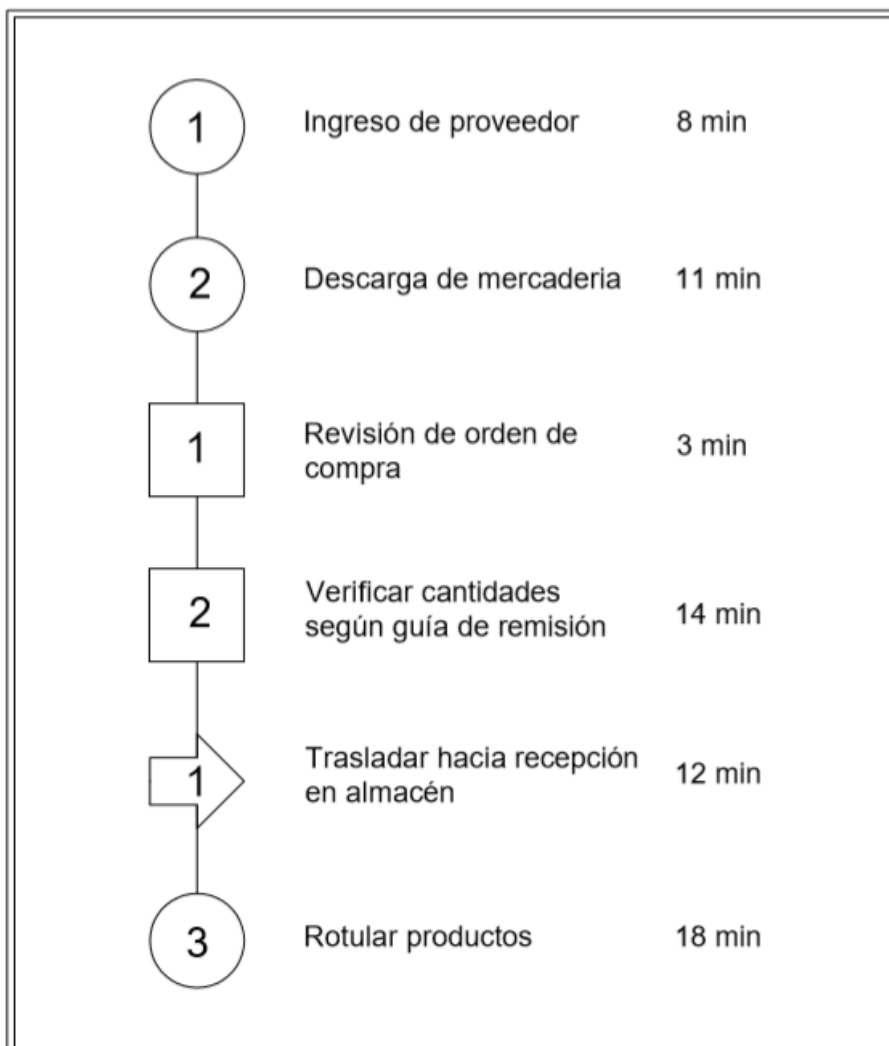 1 Ingreso de proveedor 8 min
2 Descarga de mercaderia 11 min
1 Revisión de orden de
compra 3 min
2 Verificar cantidades
según guía de remisión 14 min
1 Trasladar hacia recepción
en almacén 12 min
3 Rotular productos 18 min